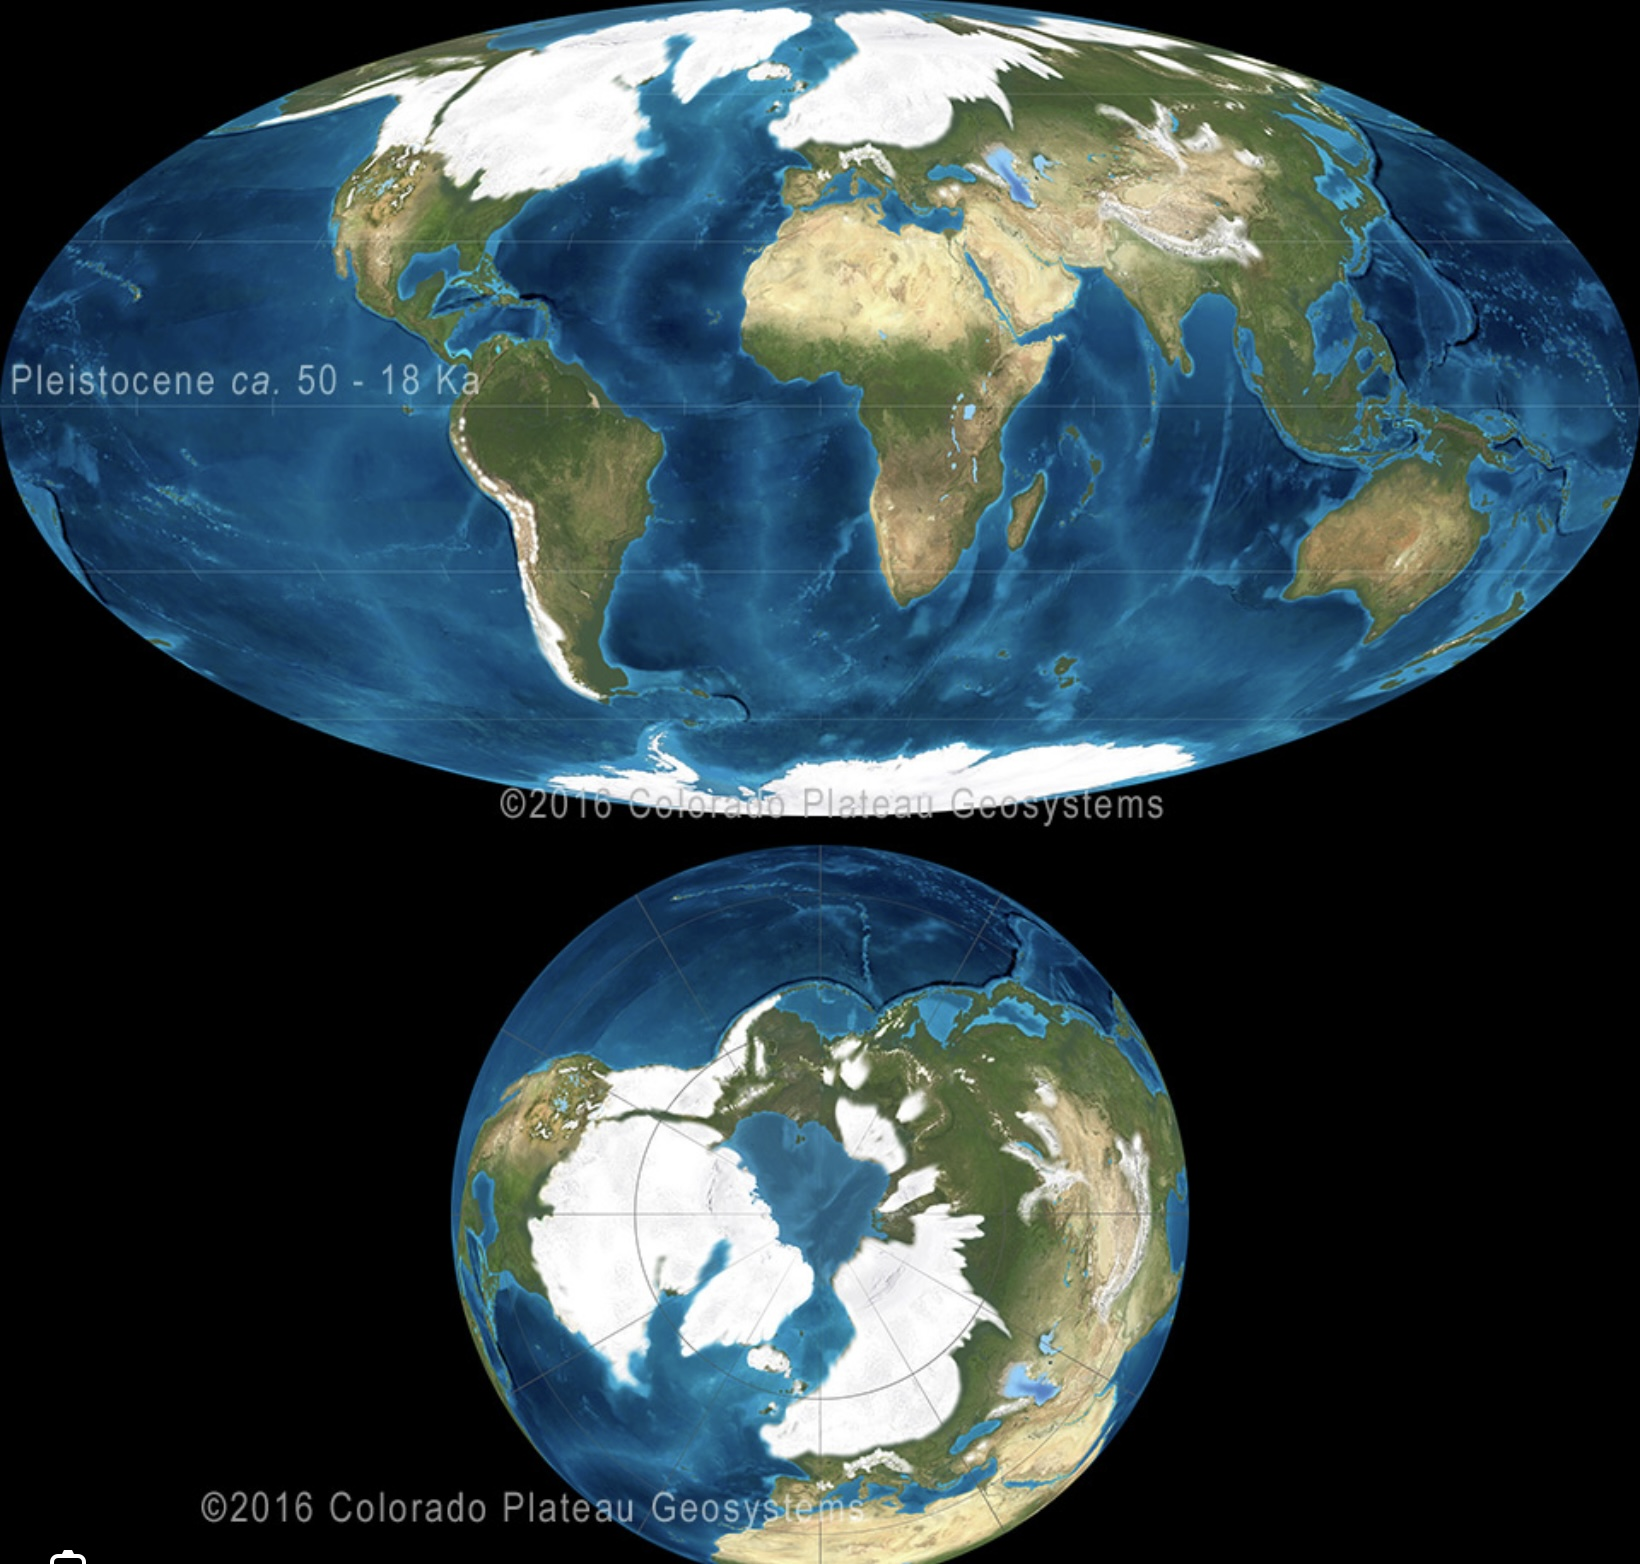 Pleistocene ca. 50 - 18 Ka
©2016 Colorado Plateau Geosystems
©2016 Colorado Plateau Geosystems